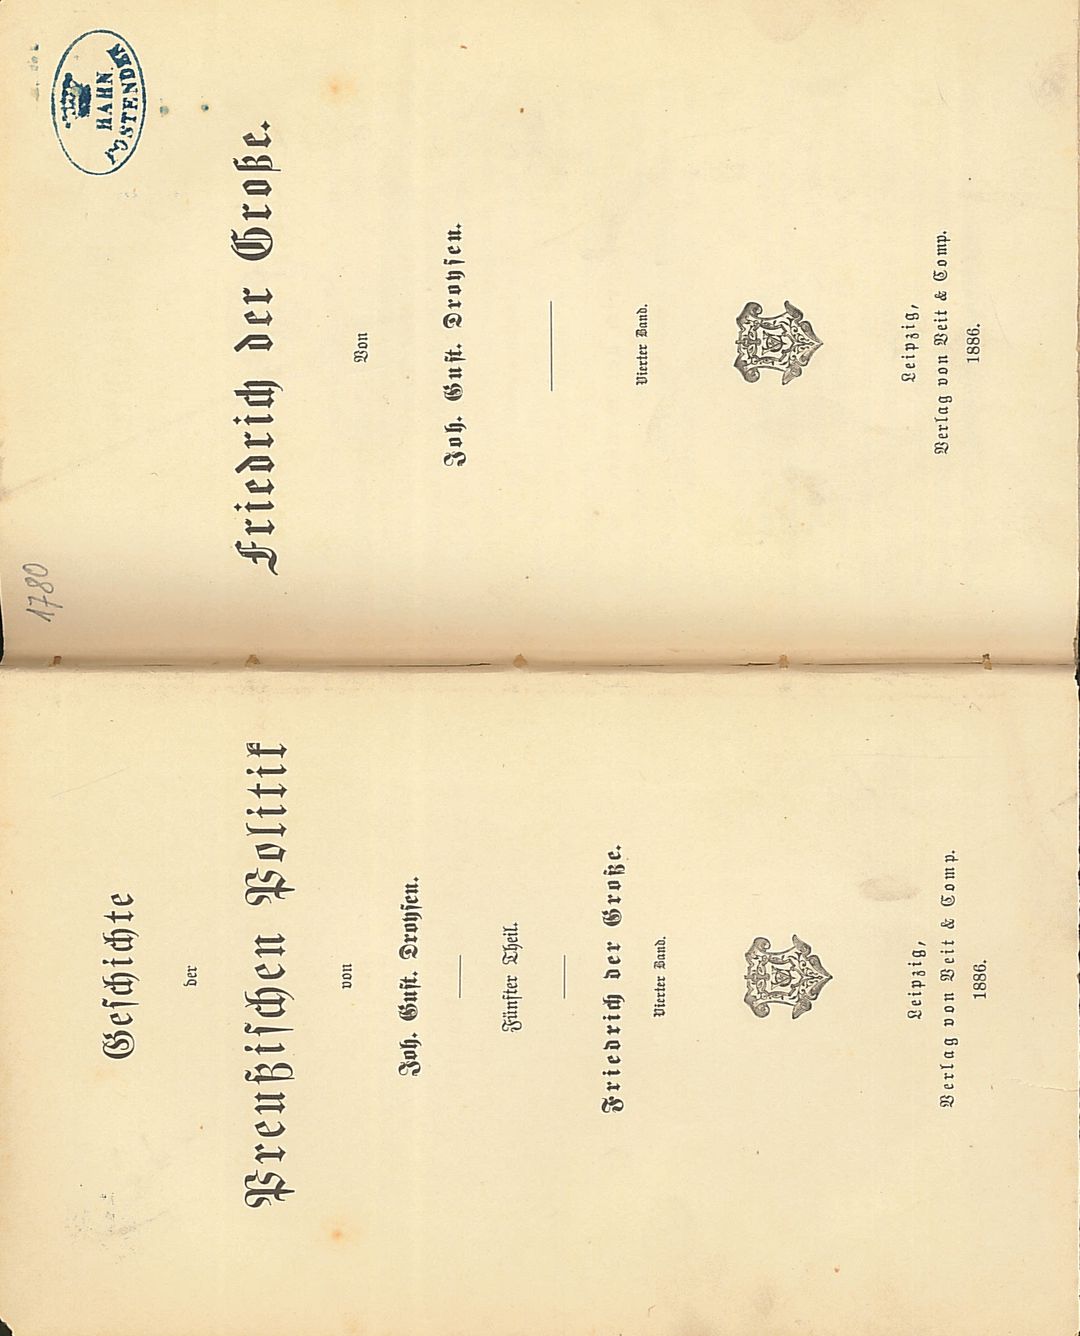 Geschichte
der
Preußischen Politik
von
Joh. Gust. Droysen.
Fünfter Theil.
Friedrich der Große.
Vierter Band.
Leipzig,
Verlag von Veit & Comp.
1886.
1780
HAHN
OSTENDE
Friedrich der Große.
Von
Joh. Gust. Droysen.
Vierter Band.
Leipzig,
Verlag von Veit & Comp.
1886.